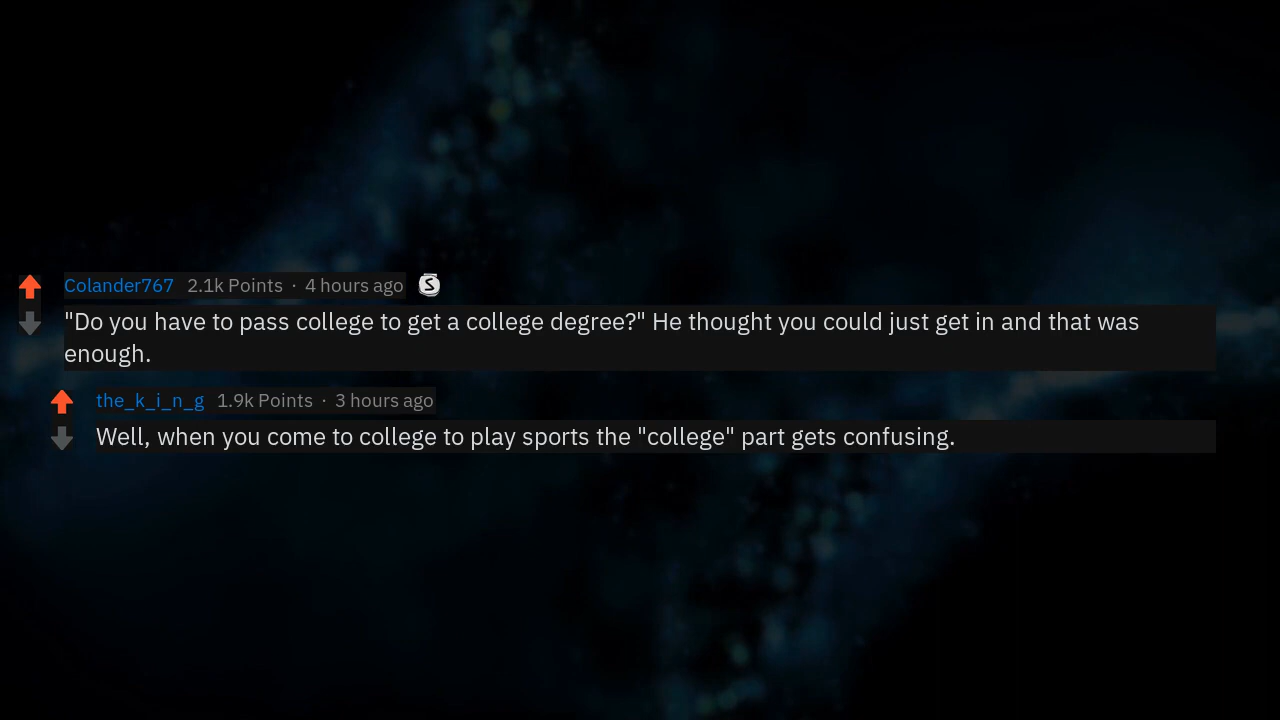 Colander767 2.1k Points · 4 hours ago
"Do you have to pass college to get a college degree?" He thought you could just get in and that was
enough.
the_k_i_n_g 1.9k Points · 3 hours ago
Well, when you come to college to play sports the "college" part gets confusing.